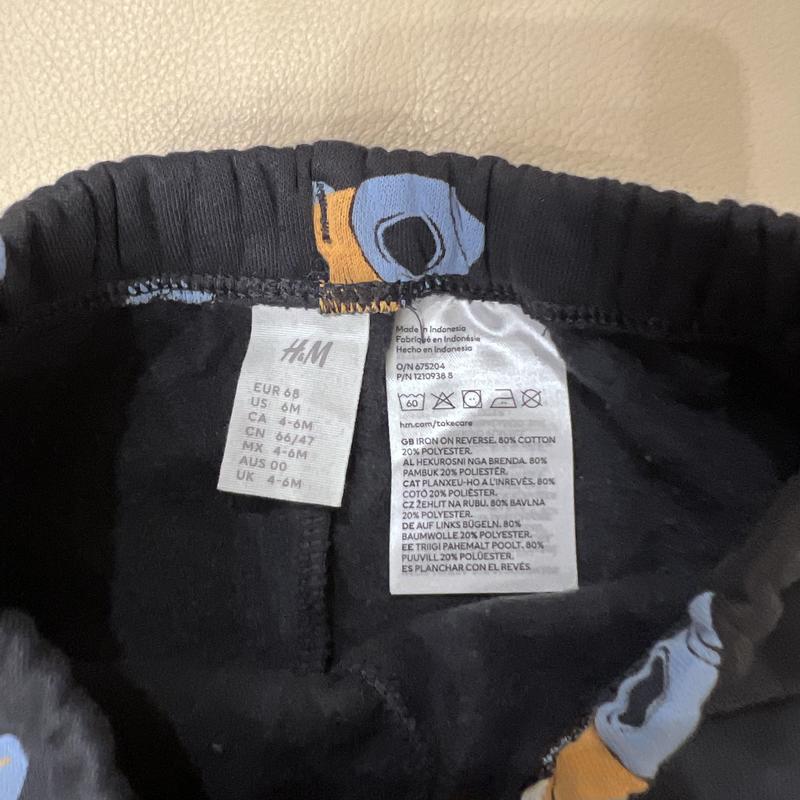 H&M
EUR 68
US 6M
CA 4-6M
CN 66/47
MX 4-6M
AUS 00
UK 4-6M
Made in Indonesia
Fabriqué en Indonésie
Hecho en Indonesia
O/N 675204
P/N 1210938 8
60
hm.com/takecare
GB IRON ON REVERSE. 80% COTTON
20% POLYESTER.
AL HEKUROSNI NGA BRENDA. 80%
PAMBUK 20% POLIESTËR.
CAT PLANXEU-HO A L'INREVÉS. 80%
COTÓ 20% POLIÈSTER.
CZ ŽEHLIT NA RUBU. 80% BAVLNA
20% POLYESTER.
DE AUF LINKS BÜGELN. 80%
BAUMWOLLE 20% POLYESTER.
EE TRIIGI PAHEMALT POOLT. 80%
PUUVILL 20% POLÜESTER.
ES PLANCHAR CON EL REVÉS